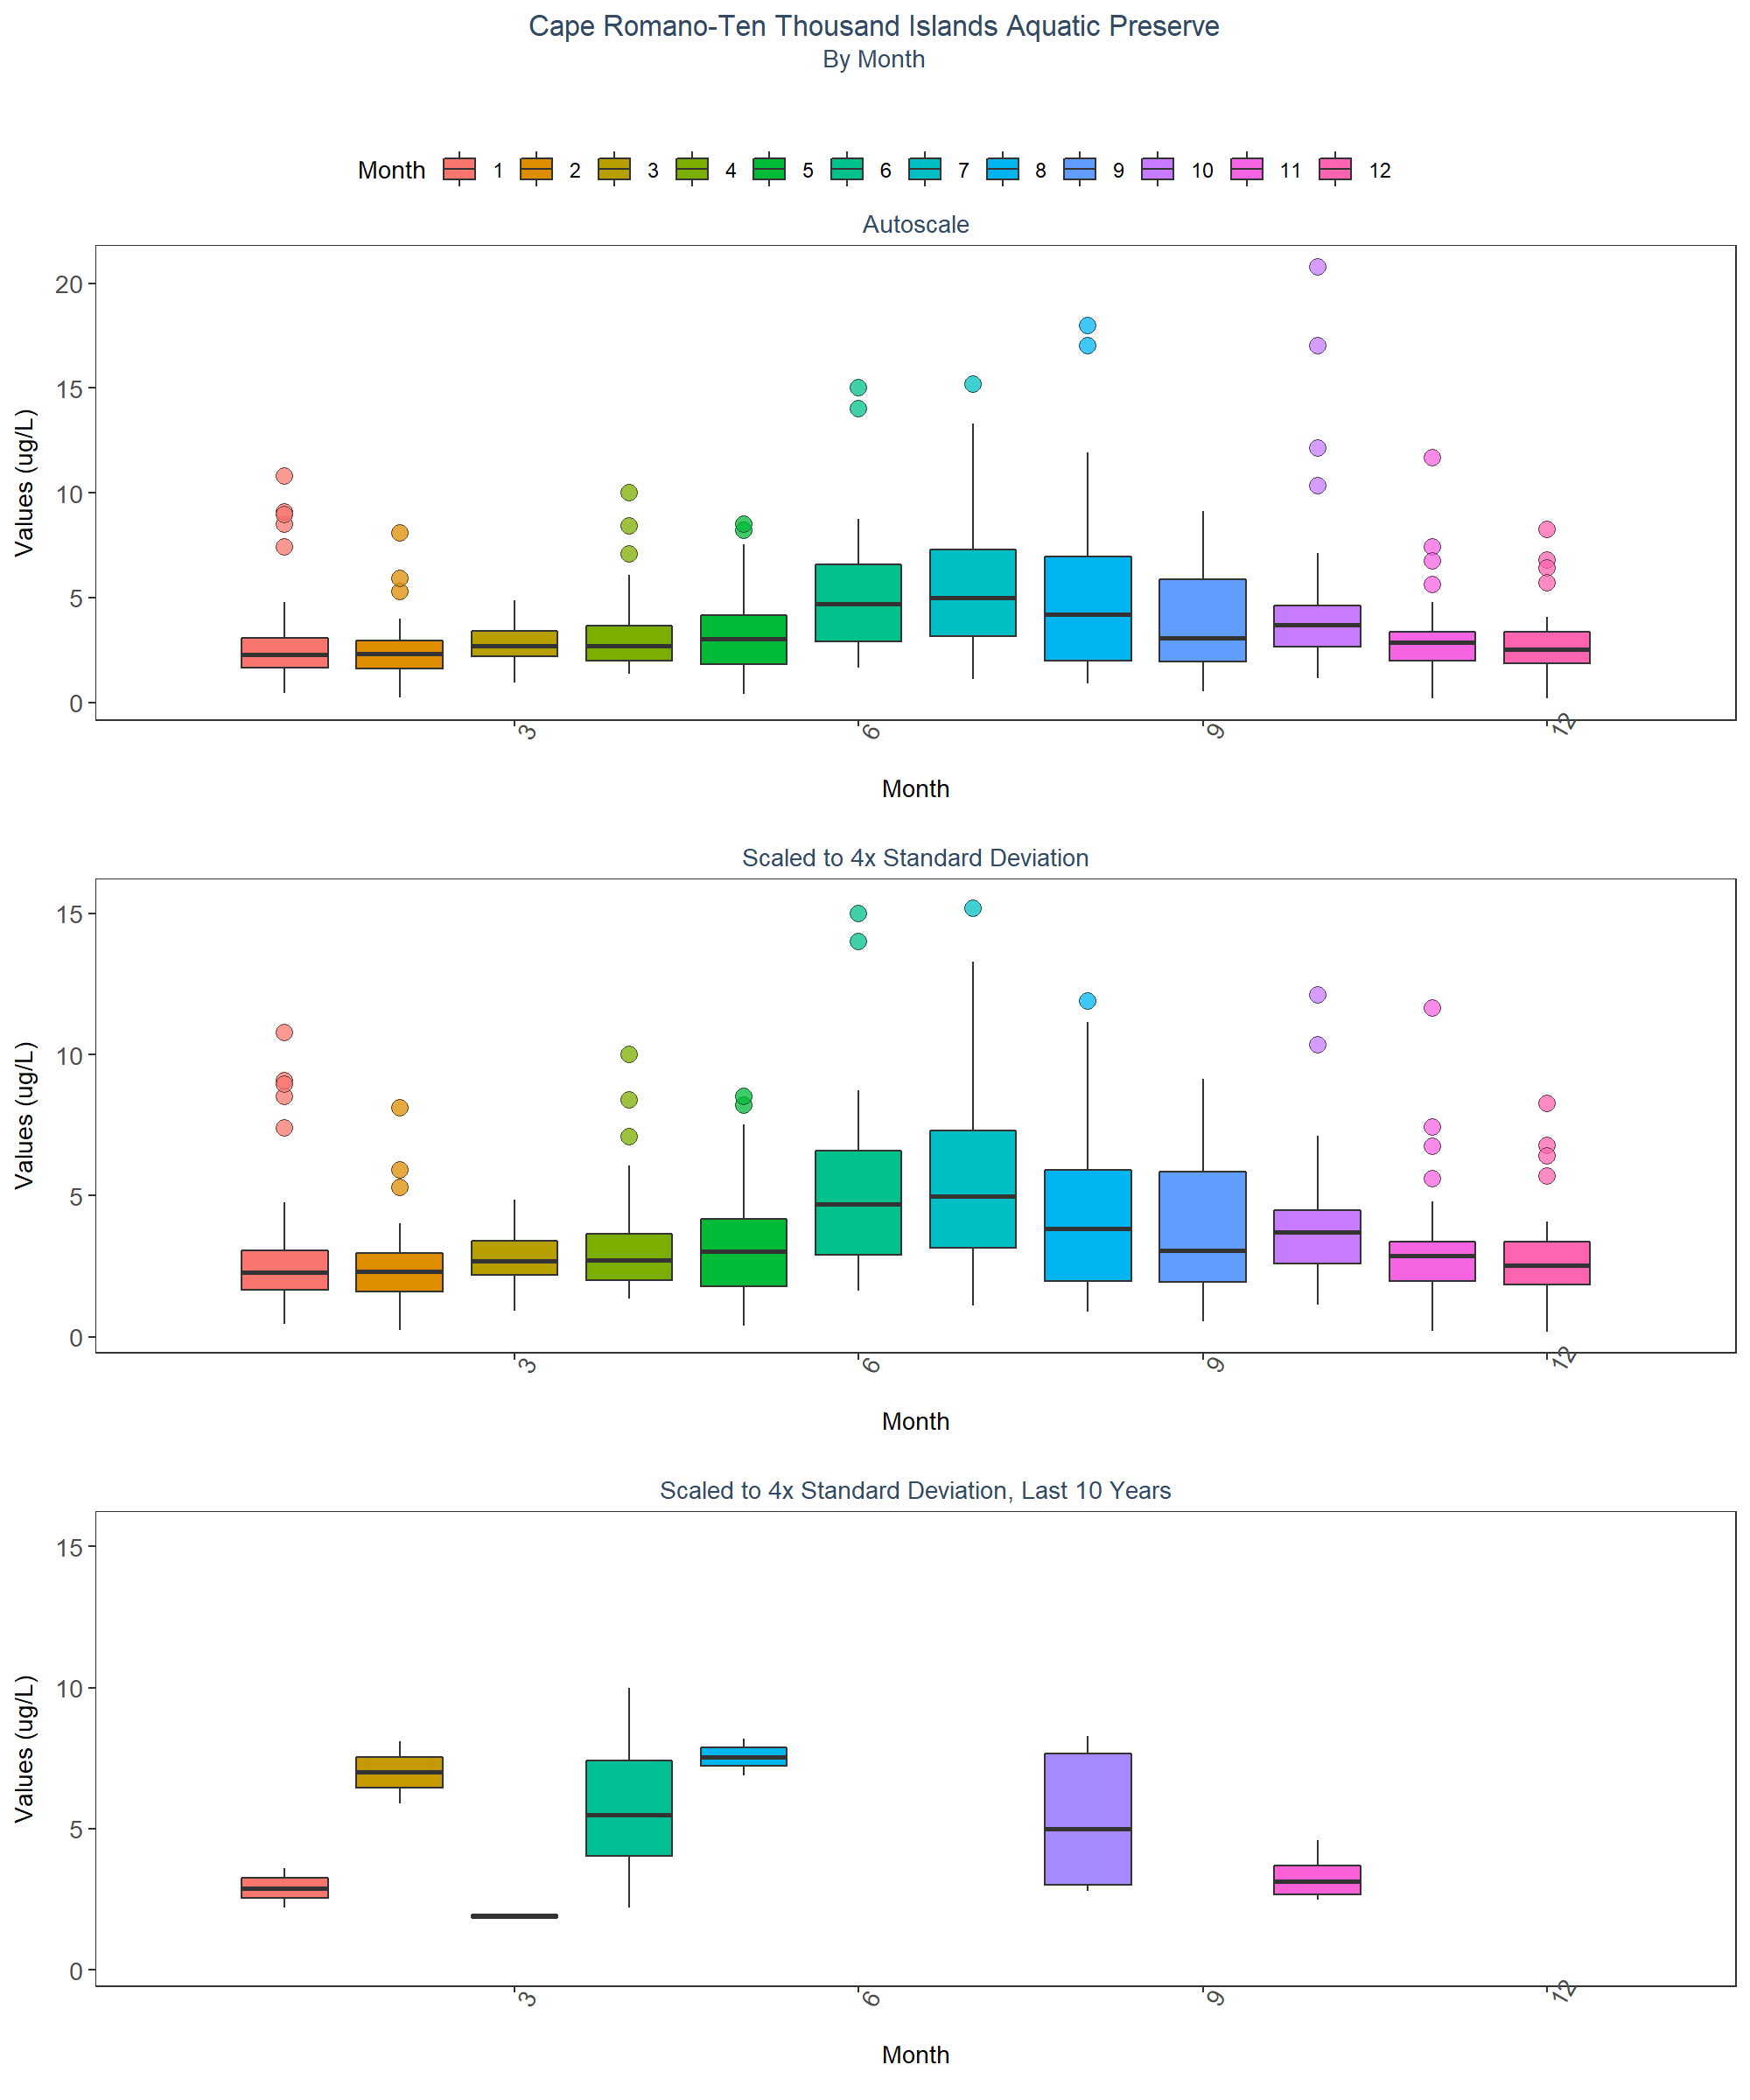 Cape Romano-Ten Thousand Islands Aquatic Preserve
By Month
Month 1 2 3 4 5 6 7 8 9 10 11 12
Autoscale
Values (ug/L)
20
15
10
5
0
3 6 9 12
Month
Scaled to 4x Standard Deviation
Values (ug/L)
15
10
5
0
3 6 9 12
Month
Scaled to 4x Standard Deviation, Last 10 Years
Values (ug/L)
15
10
5
0
3 6 9 12
Month